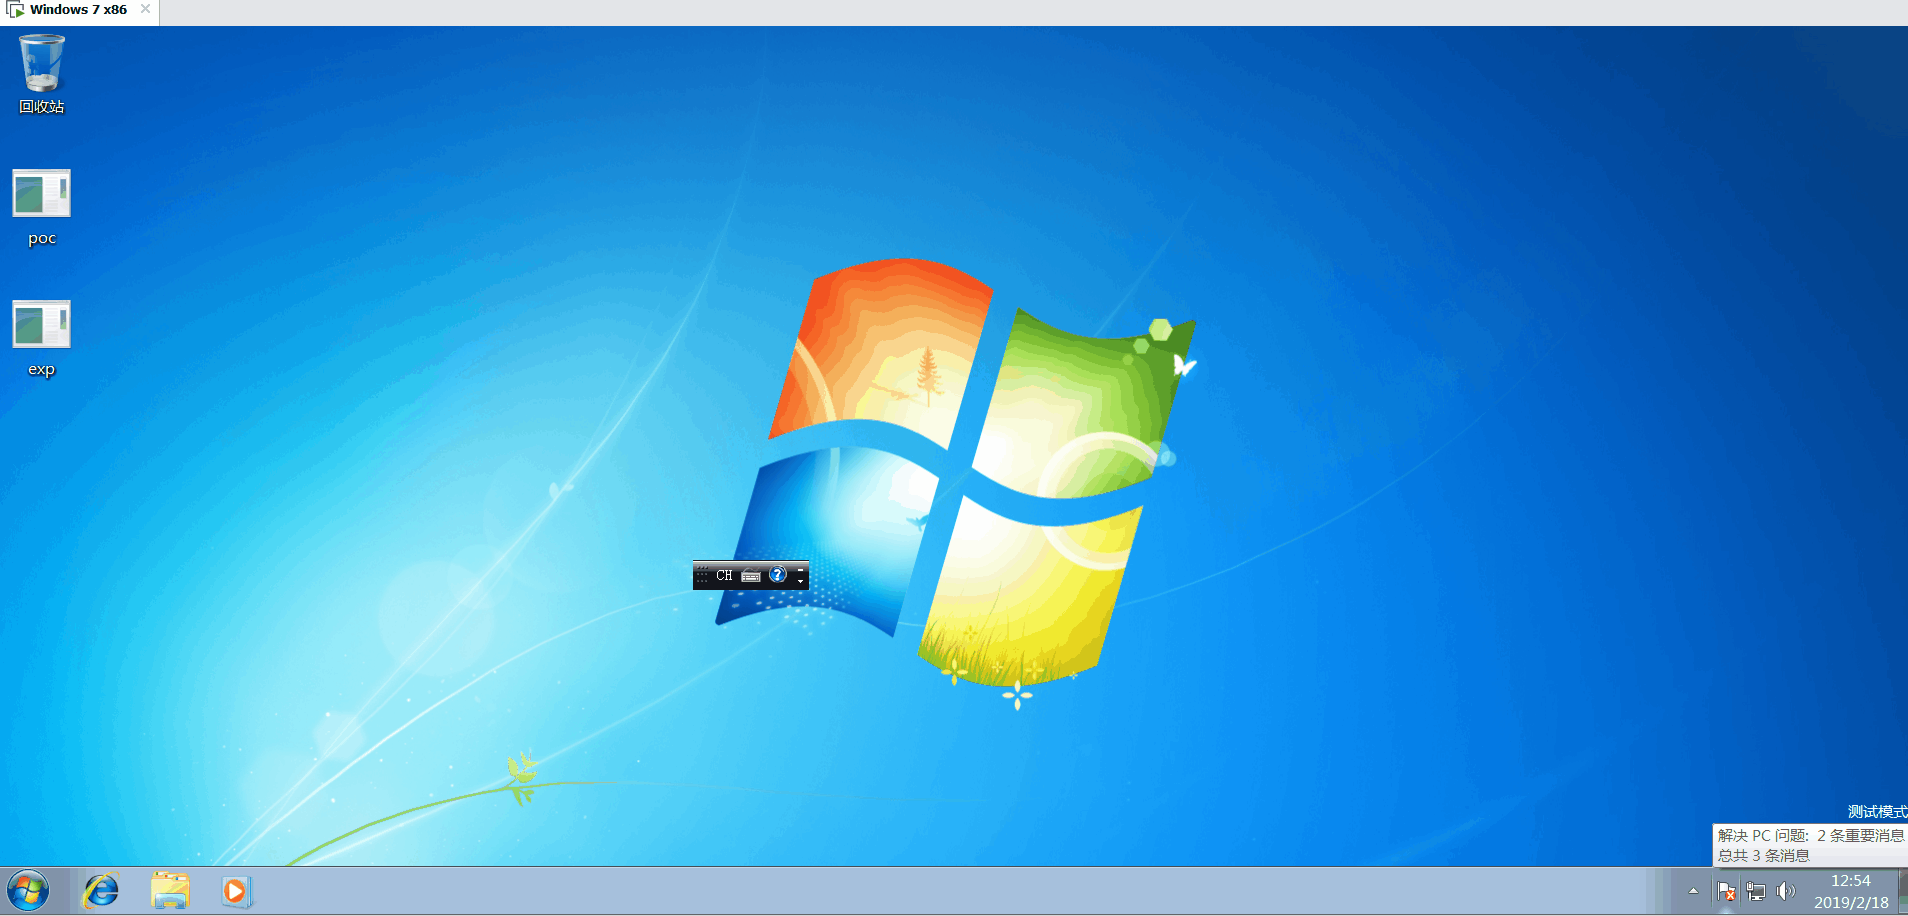 Windows 7 x86
回收站
poc
exp
CH
测试模式
解决 PC 问题: 2 条重要消息
总共 3 条消息
12:54
2019/2/18